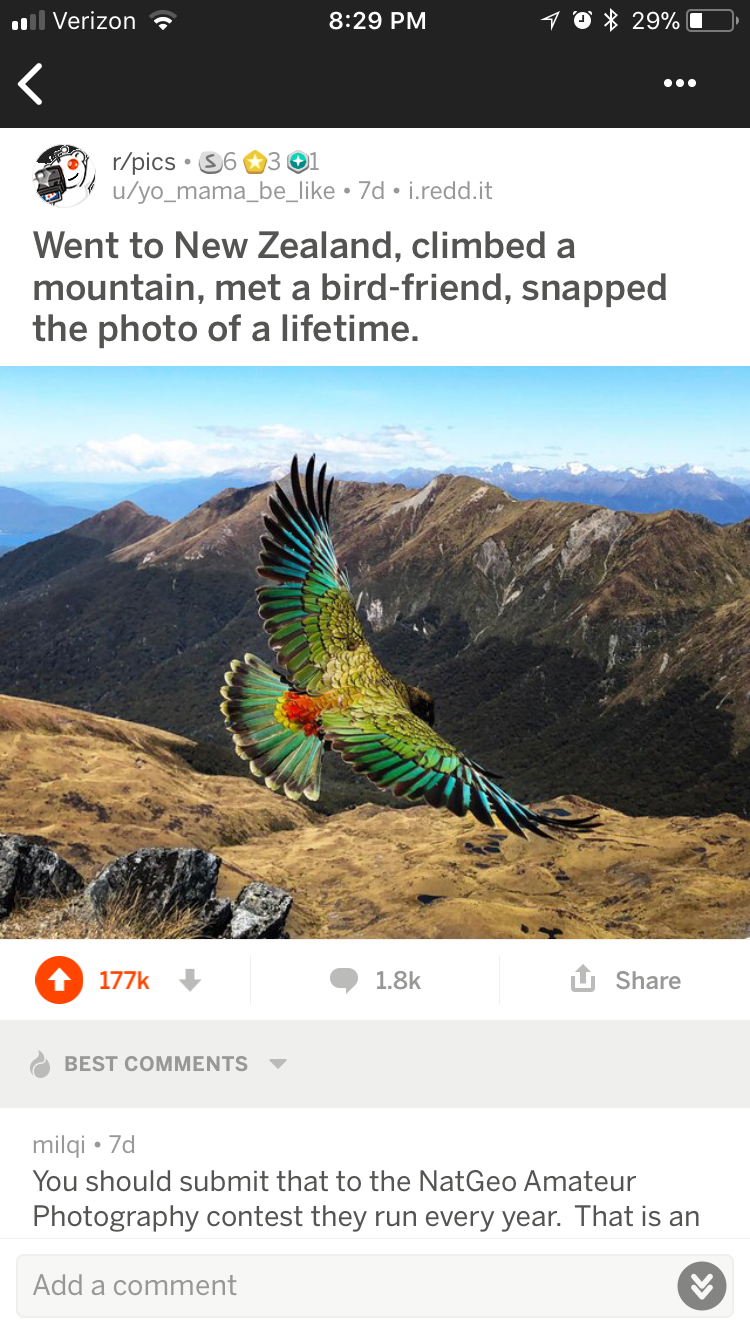 Verizon 8:29 PM 29%
r/pics • S6 3 1
u/yo_mama_be_like • 7d • i.redd.it
Went to New Zealand, climbed a
mountain, met a bird-friend, snapped
the photo of a lifetime.
177k 1.8k Share
BEST COMMENTS
milqi • 7d
You should submit that to the NatGeo Amateur
Photography contest they run every year. That is an
Add a comment